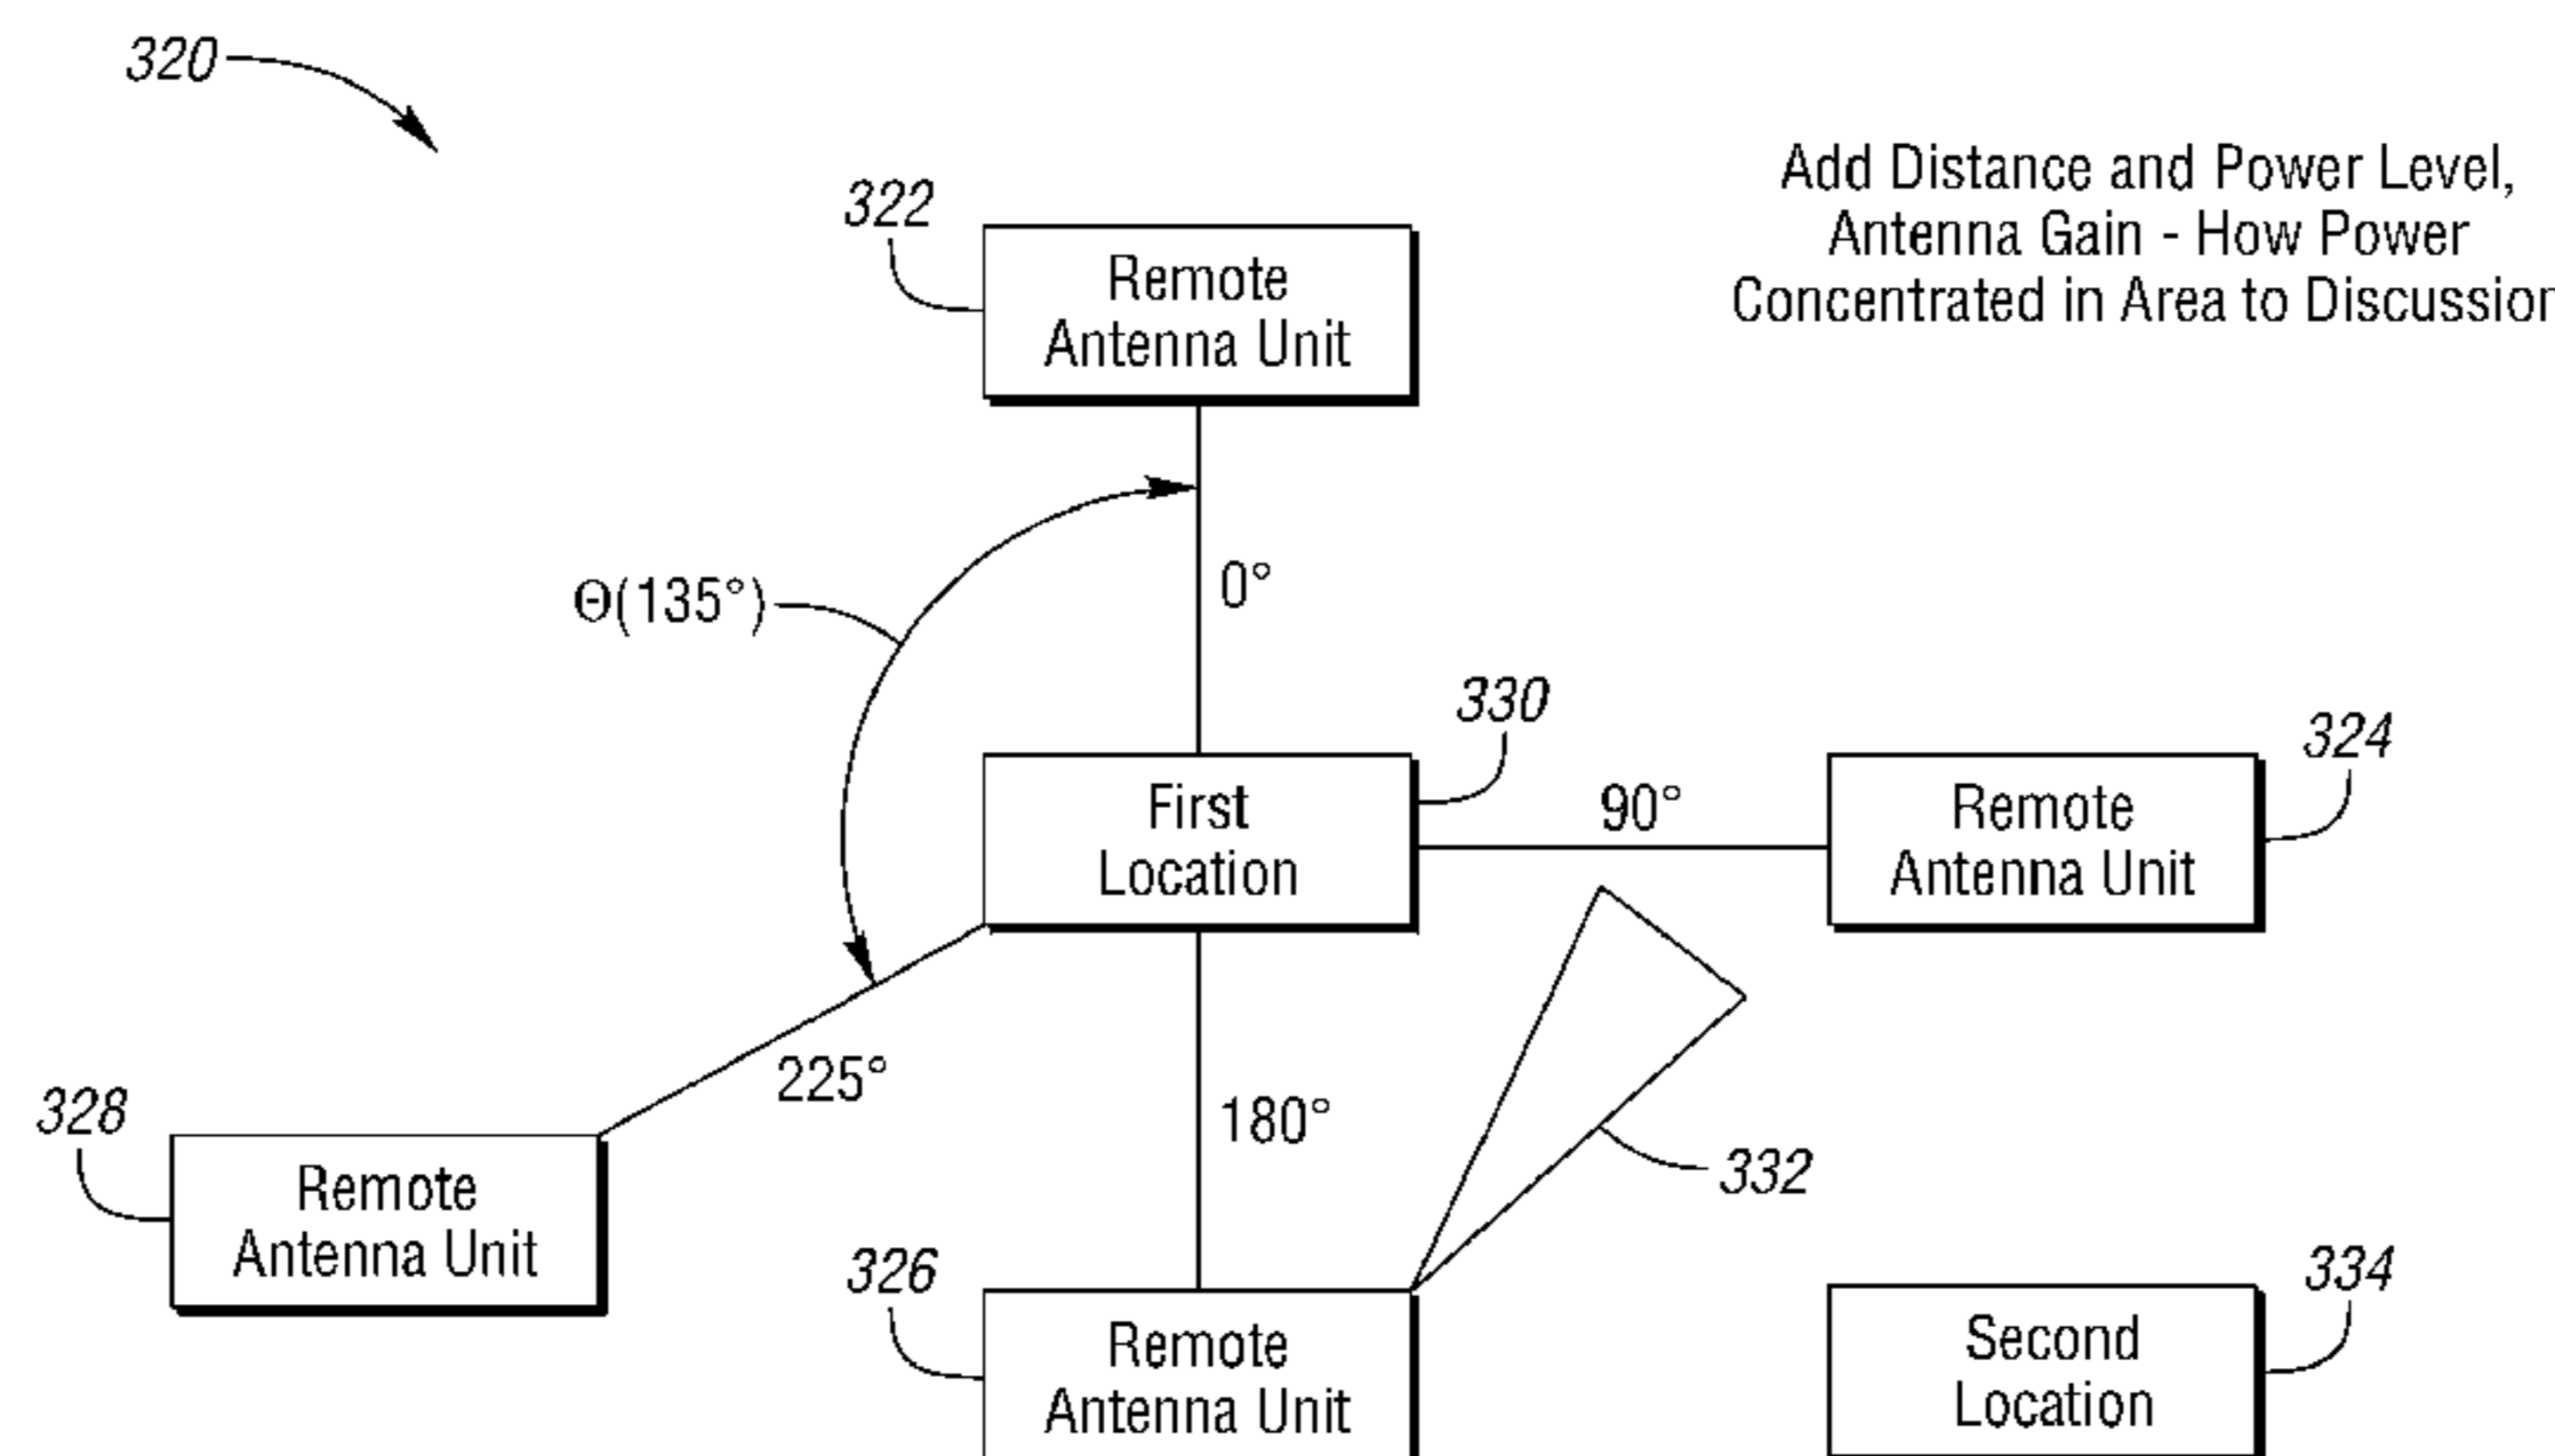 320
Add Distance and Power Level,
Antenna Gain - How Power
Concentrated in Area to Discussion
322
Remote
Antenna Unit
Θ(135°)
0°
330
First
Location
90°
324
Remote
Antenna Unit
225°
180°
332
328
Remote
Antenna Unit
326
Remote
Antenna Unit
334
Second
Location